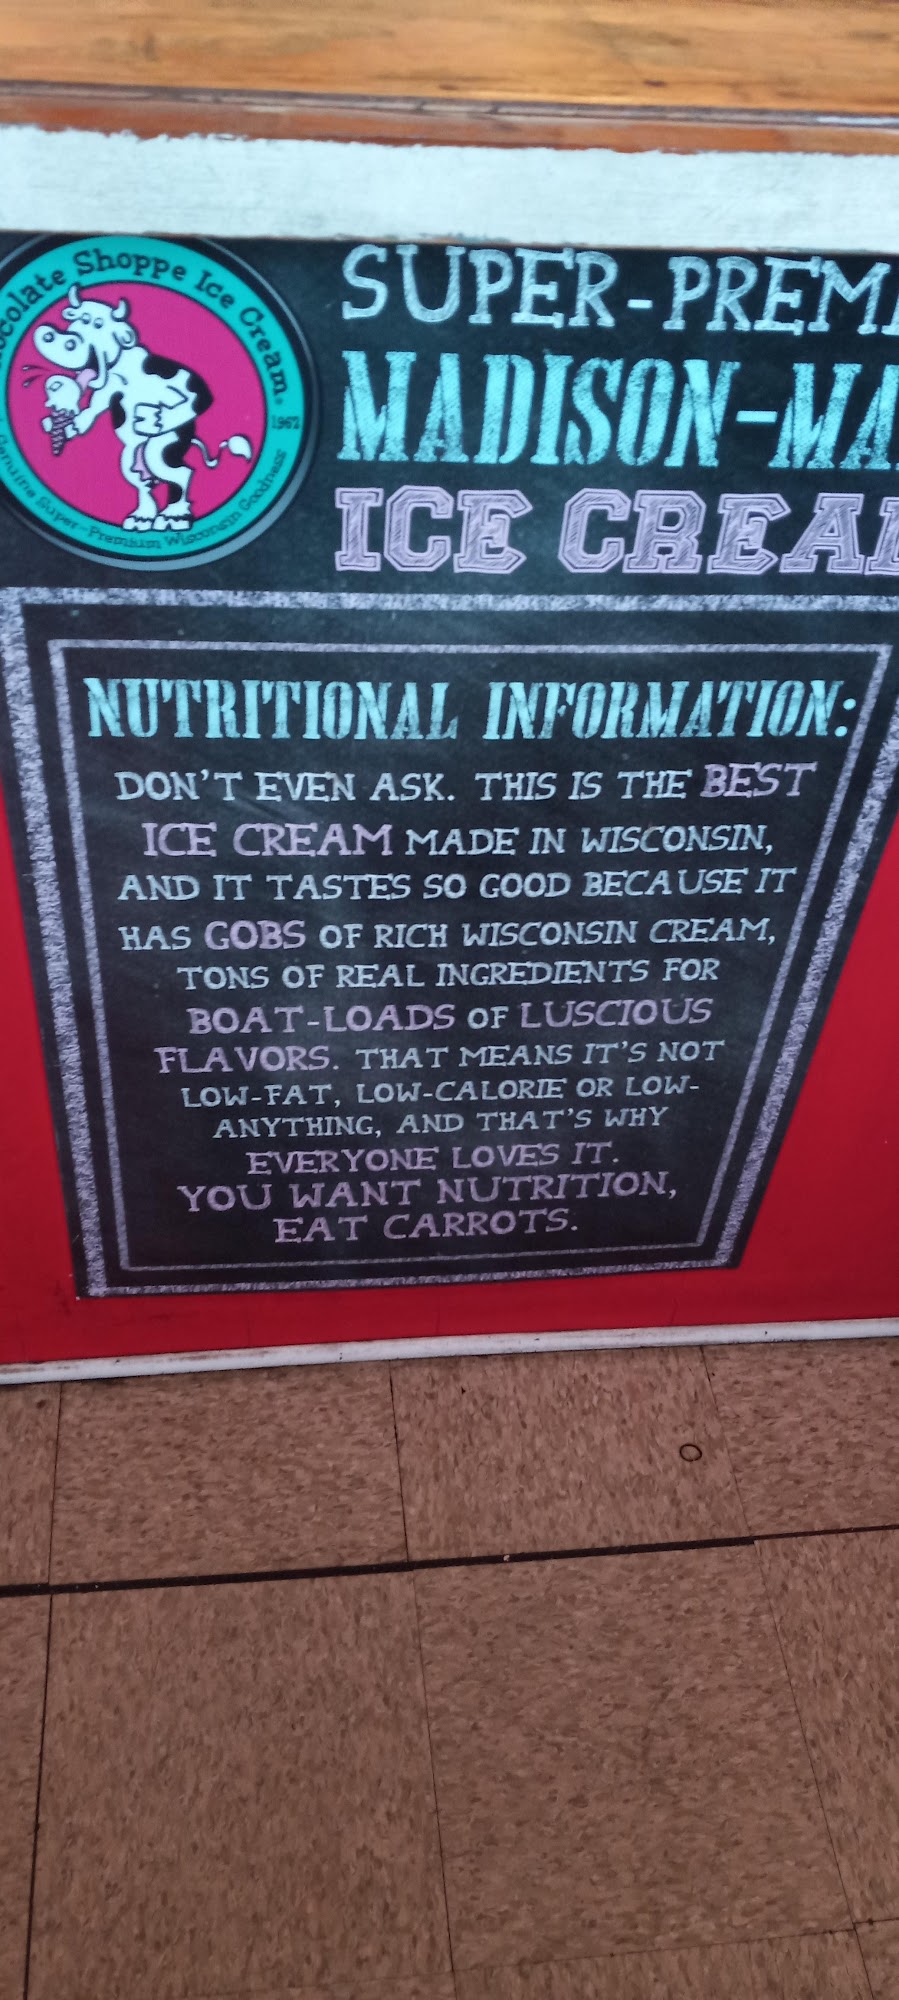 Shoppe Ice Cream
1962
Genuine Super-Premium Wisconsin Goodness
SUPER-PREM
MADISON-MA
ICE CREA
NUTRITIONAL INFORMATION:
DON'T EVEN ASK. THIS IS THE BEST
ICE CREAM MADE IN WISCONSIN,
AND IT TASTES SO GOOD BECAUSE IT
HAS GOBS OF RICH WISCONSIN CREAM,
TONS OF REAL INGREDIENTS FOR
BOAT-LOADS OF LUSCIOUS
FLAVORS. THAT MEANS IT'S NOT
LOW-FAT, LOW-CALORIE OR LOW-
ANYTHING, AND THAT'S WHY
EVERYONE LOVES IT.
YOU WANT NUTRITION,
EAT CARROTS.